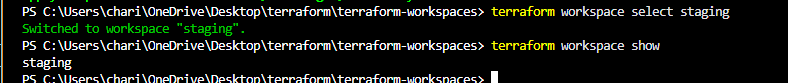 PS C:\Users\chari\OneDrive\Desktop\terraform\terraform-workspaces> terraform workspace select staging
Switched to workspace "staging".
PS C:\Users\chari\OneDrive\Desktop\terraform\terraform-workspaces> terraform workspace show
staging
PS C:\Users\chari\OneDrive\Desktop\terraform\terraform-workspaces>